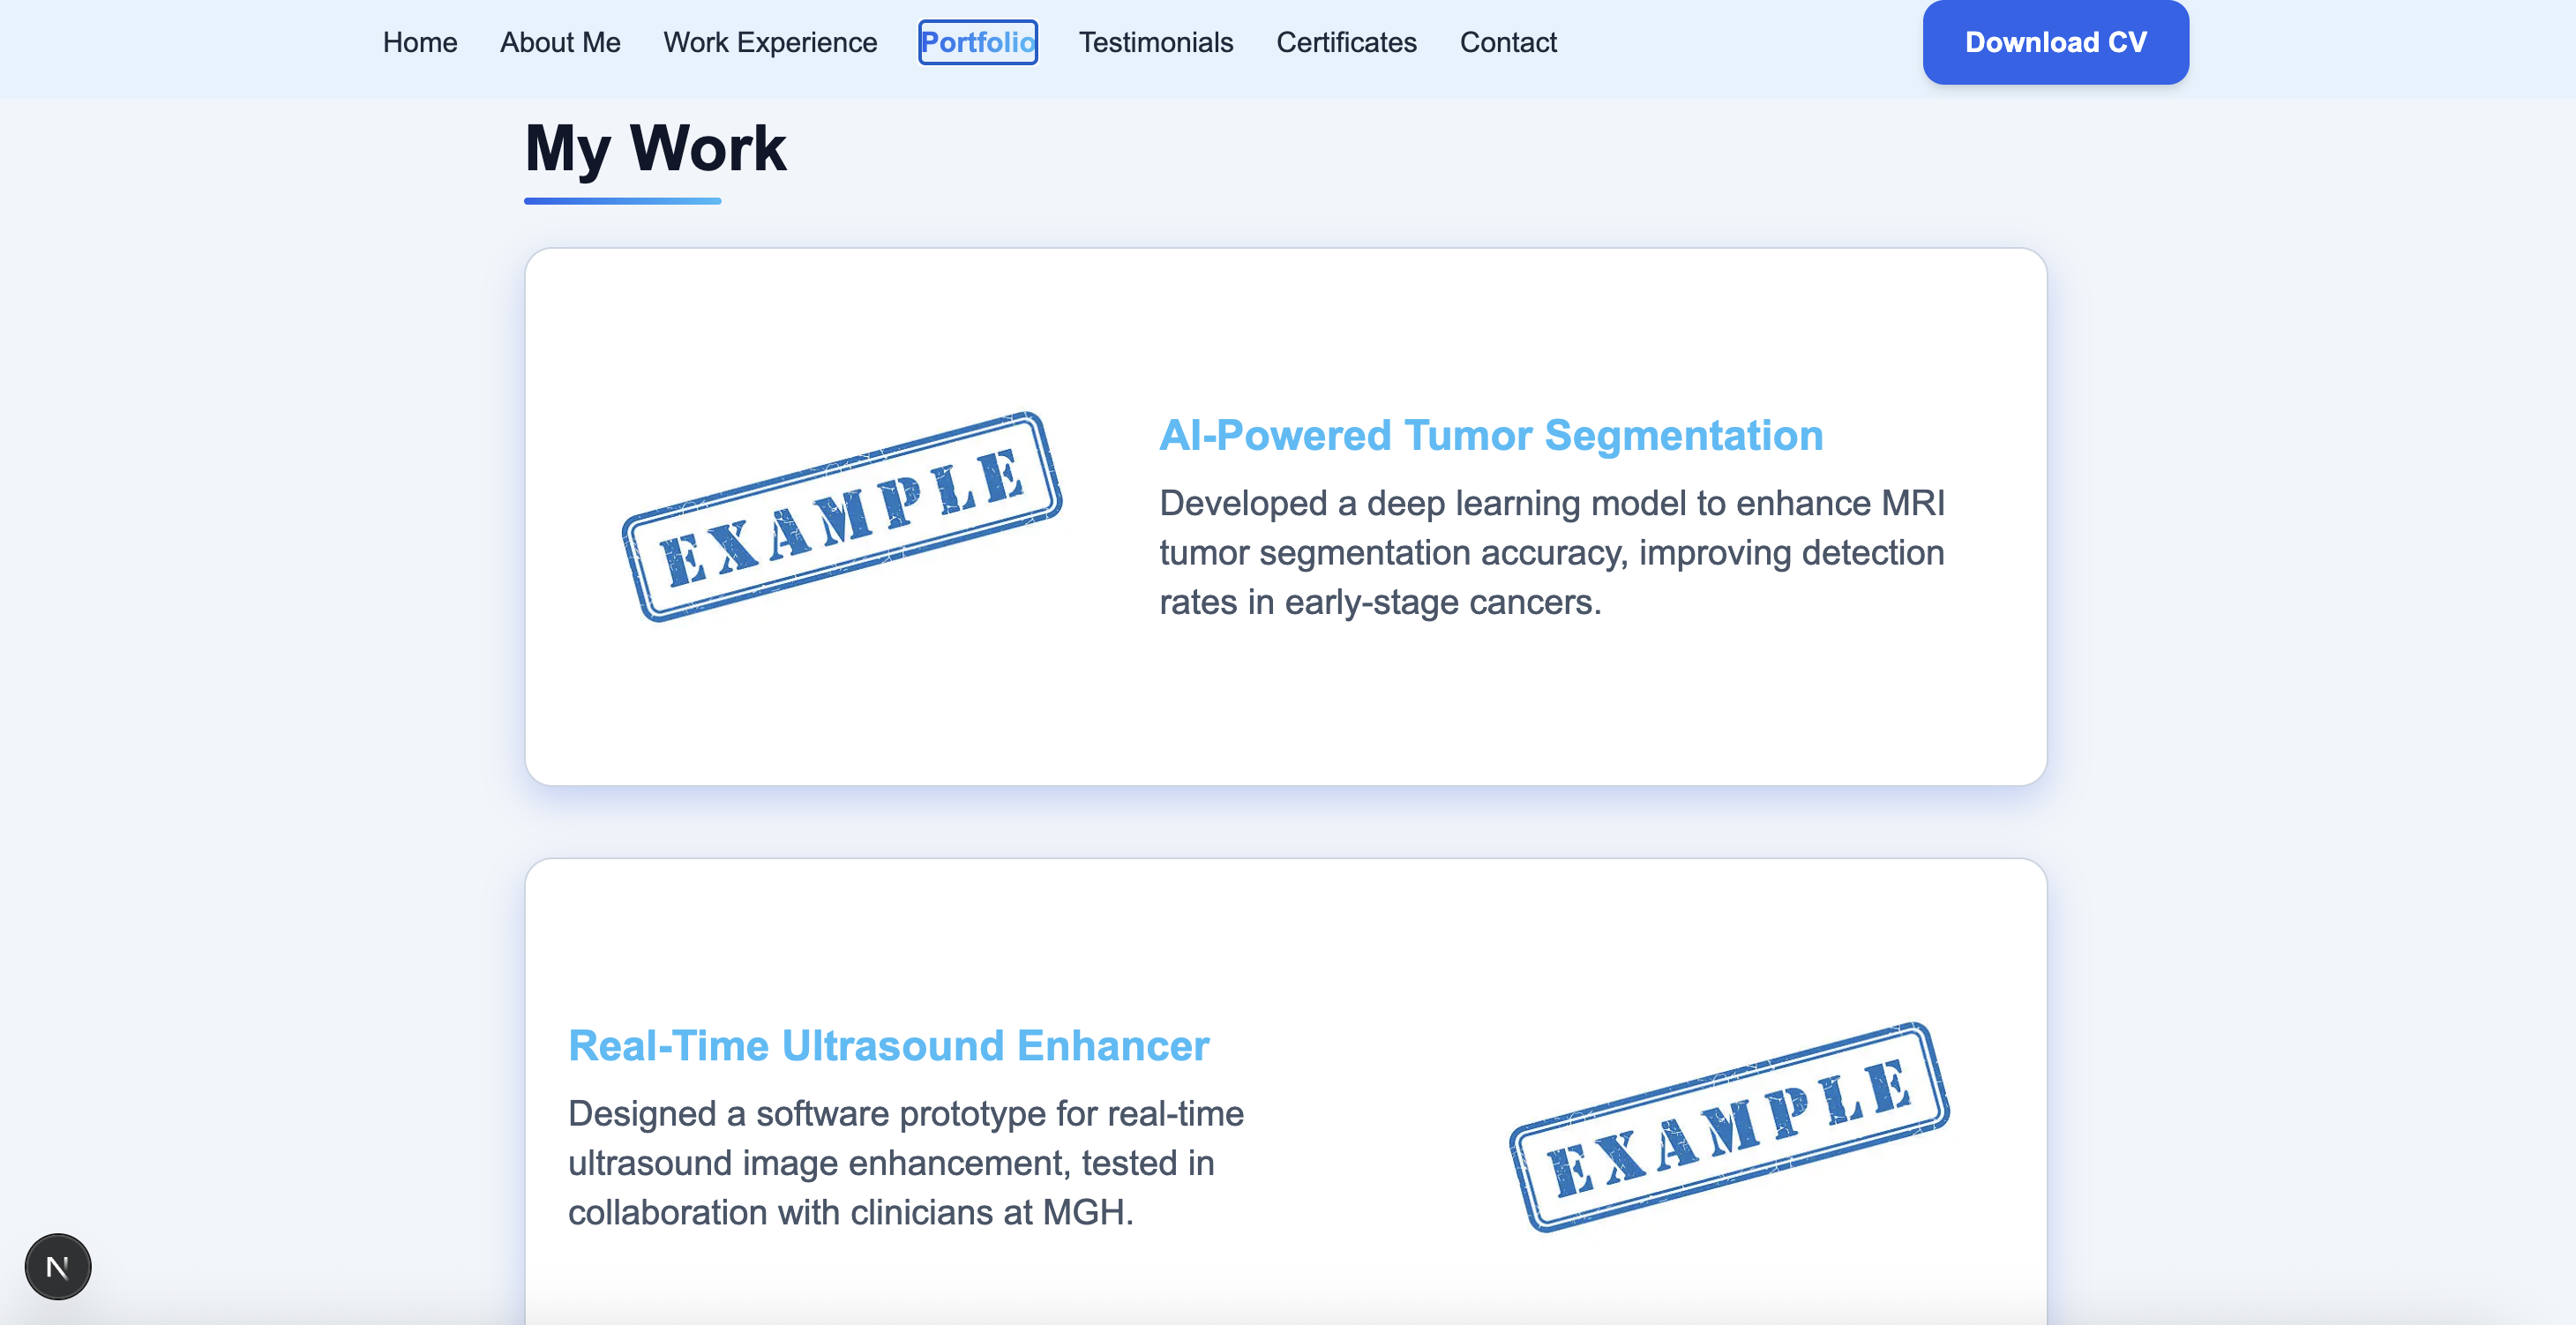 Home About Me Work Experience Portfolio Testimonials Certificates Contact Download CV
My Work
EXAMPLE
AI-Powered Tumor Segmentation
Developed a deep learning model to enhance MRI
tumor segmentation accuracy, improving detection
rates in early-stage cancers.
Real-Time Ultrasound Enhancer
Designed a software prototype for real-time
ultrasound image enhancement, tested in
collaboration with clinicians at MGH.
EXAMPLE
N